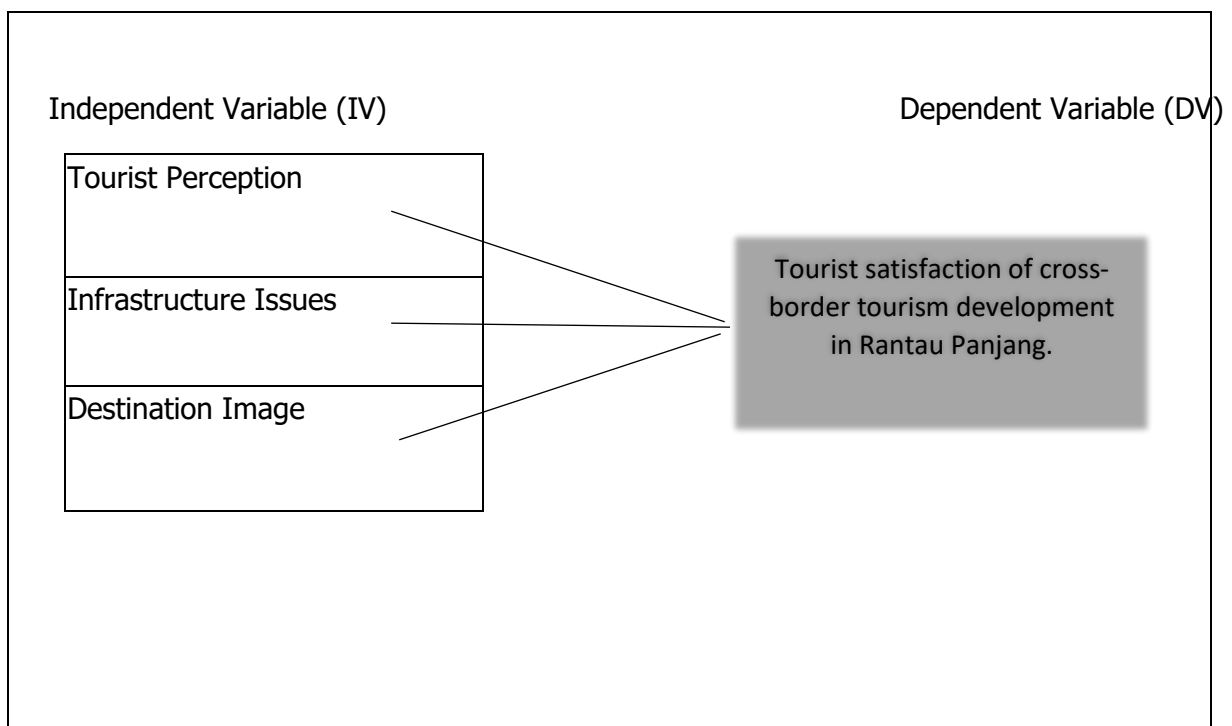 Independent Variable (IV)
Dependent Variable (DV)
Tourist Perception
Infrastructure Issues
Destination Image
Tourist satisfaction of cross-
border tourism development
in Rantau Panjang.